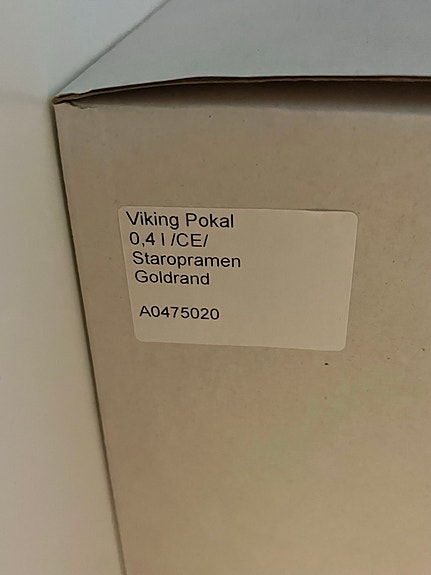 Viking Pokal
0,4 l /CE/
Staropramen
Goldrand
A0475020